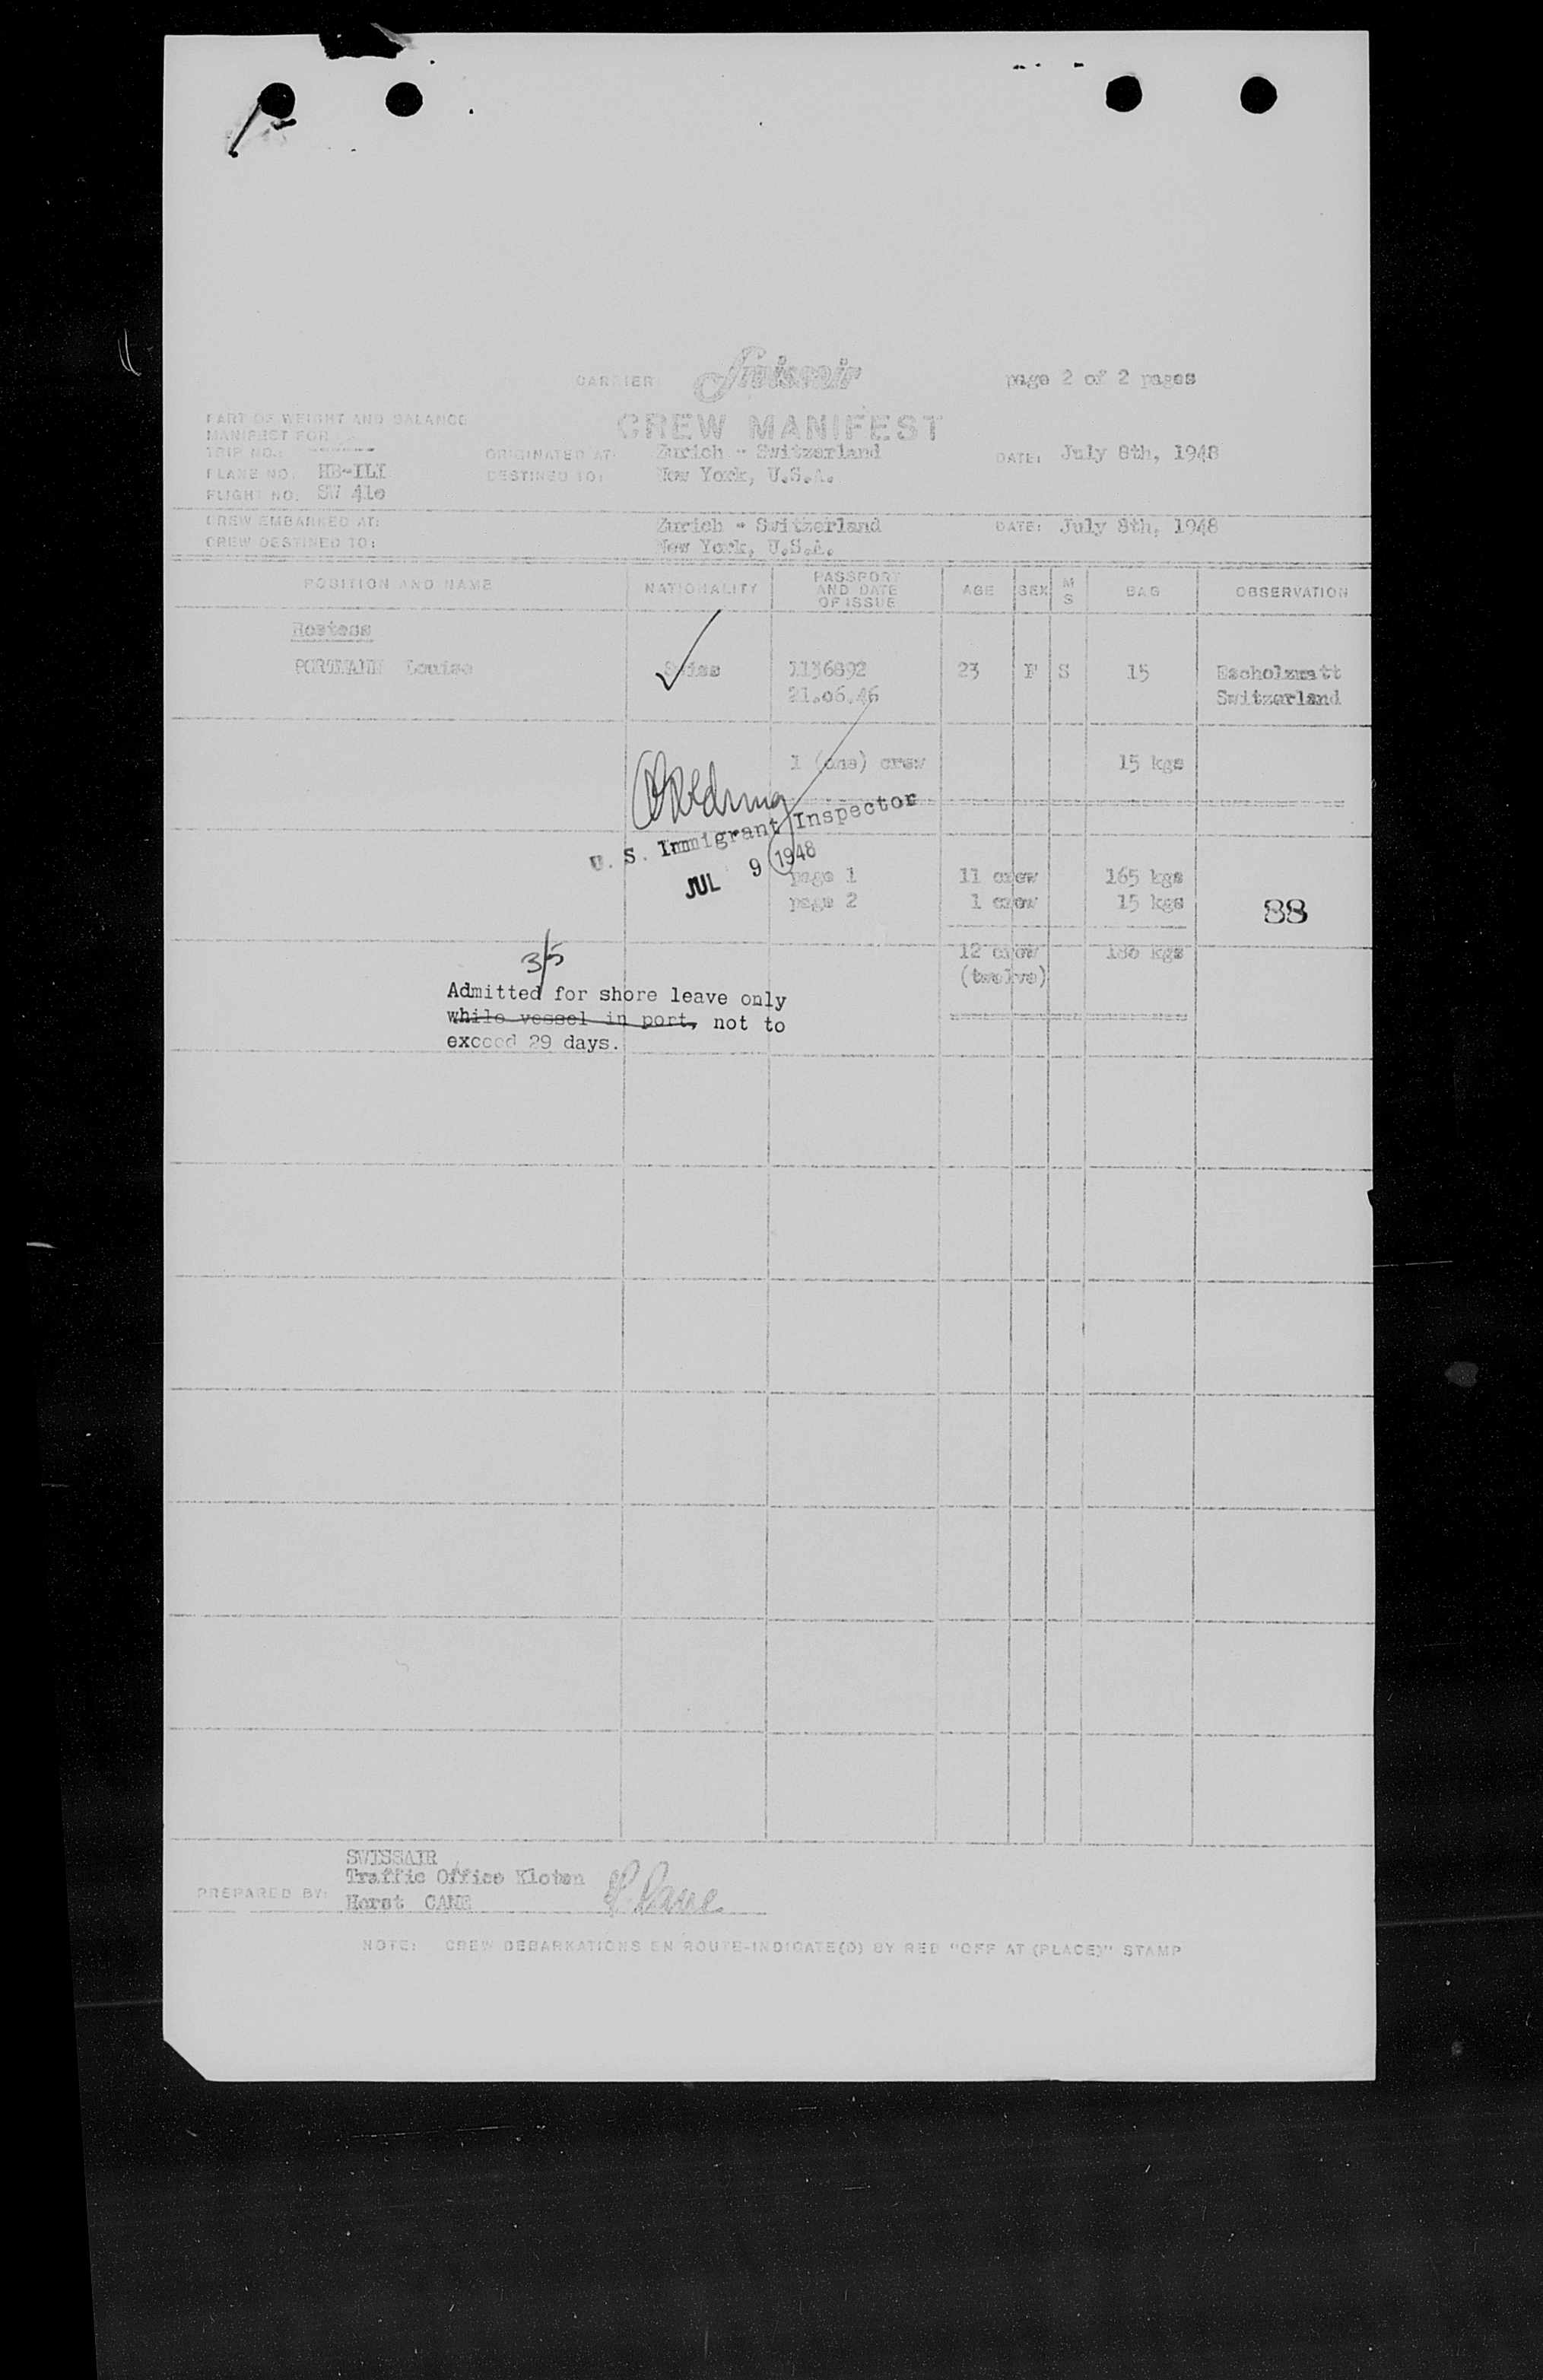 CARRIER: Swissair page 2 of 2 pages
PART OF WEIGHT AND BALANCE
MANIFEST FOR
CREW MANIFEST
TRIP NO.: ------- ORIGINATED AT: Zurich - Switzerland DATE: July 8th, 1948
PLANE NO. HB-ILI DESTINED TO: New York, U.S.A.
FLIGHT NO. SW 410
CREW EMBARKED AT: Zurich - Switzerland DATE: July 8th, 1948
CREW DESTINED TO: New York, U.S.A.
POSITION AND NAME NATIONALITY PASSPORT AND DATE OF ISSUE AGE SEX M S BAG OBSERVATION
Hostess
PORTMANN Louise Swiss 1136892 23 F S 15 Escholzmatt
21.06.46 Switzerland
1 (one) crew 15 kgs
U. S. Immigrant Inspector
JUL 9 1948
page 1 11 crew 165 kgs
page 2 1 crew 15 kgs 88
12 crew 180 kgs
(twelve)
3/5
Admitted for shore leave only
while vessel in port, not to
exceed 29 days.
SWISSAIR
Traffic Office Kloten
PREPARED BY: Horst CANE
NOTE: CREW DEBARKATIONS EN ROUTE-INDICATE(D) BY RED "OFF AT (PLACE)" STAMP